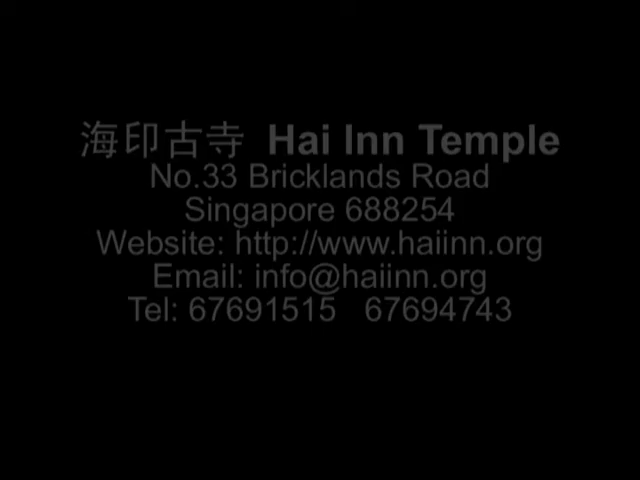 海印古寺 Hai Inn Temple
No.33 Bricklands Road
Singapore 688254
Website: http://www.haiinn.org
Email: info@haiinn.org
Tel: 67691515 67694743